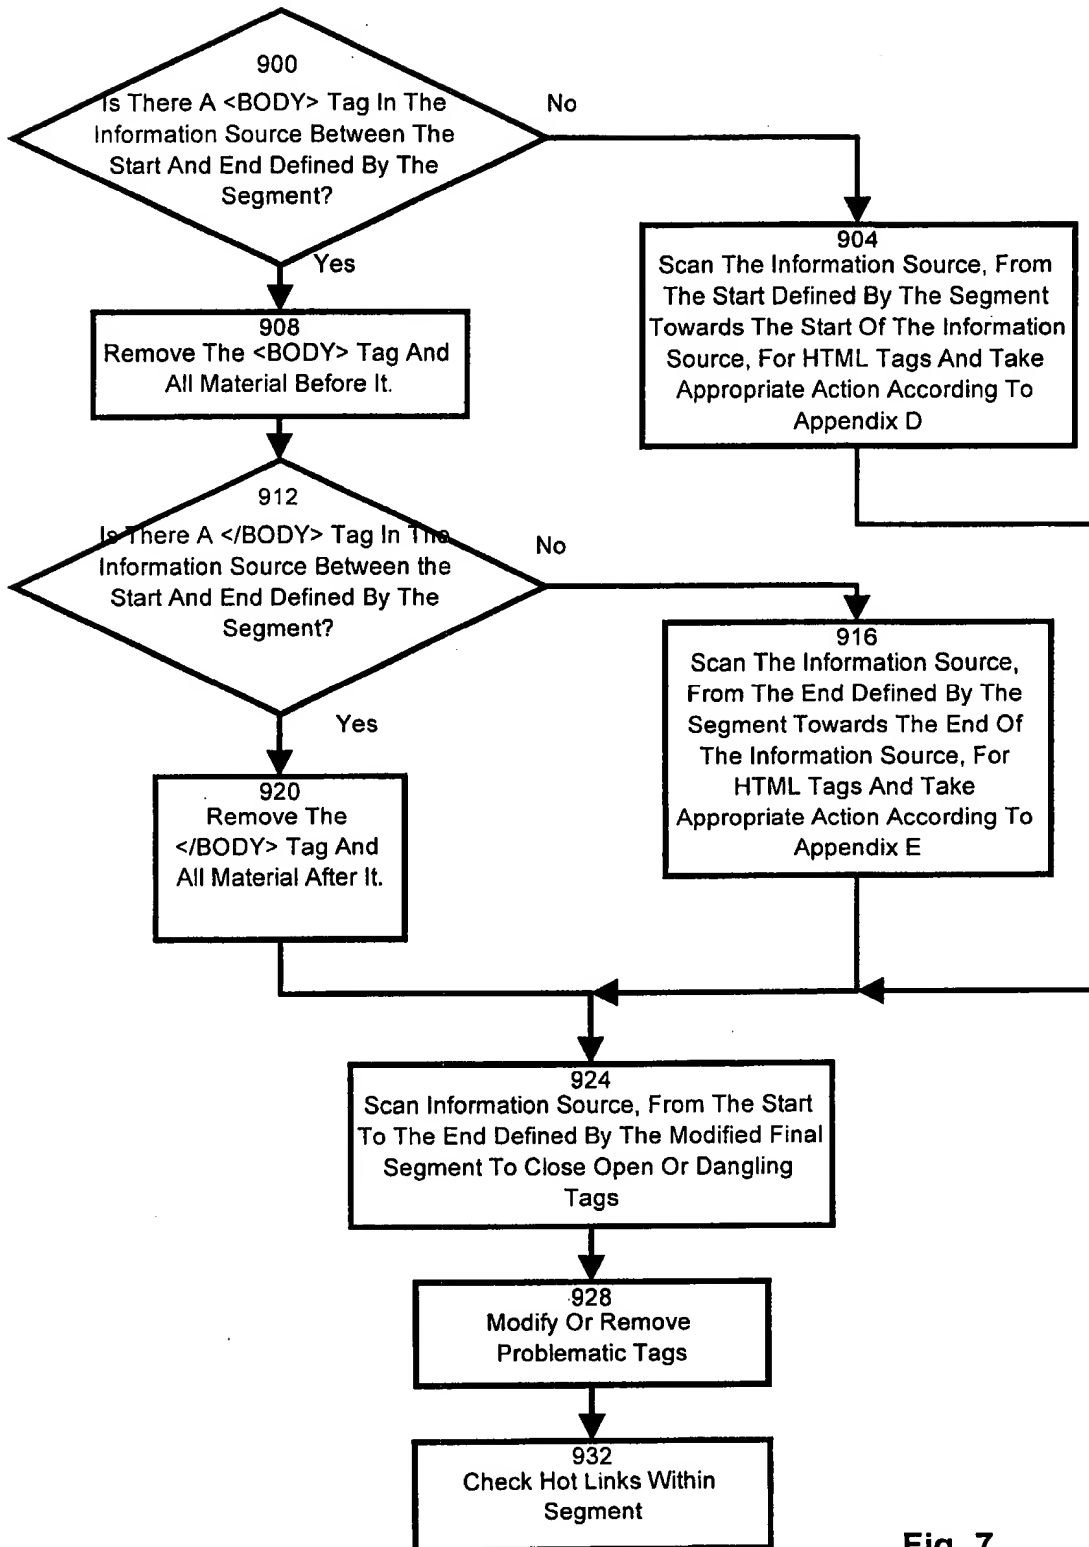 900
Is There A <BODY> Tag In The
Information Source Between The
Start And End Defined By The
Segment?
No
Yes
904
Scan The Information Source, From
The Start Defined By The Segment
Towards The Start Of The Information
Source, For HTML Tags And Take
Appropriate Action According To
Appendix D
908
Remove The <BODY> Tag And
All Material Before It.
912
Is There A </BODY> Tag In The
Information Source Between the
Start And End Defined By The
Segment?
No
Yes
916
Scan The Information Source,
From The End Defined By The
Segment Towards The End Of
The Information Source, For
HTML Tags And Take
Appropriate Action According To
Appendix E
920
Remove The
</BODY> Tag And
All Material After It.
924
Scan Information Source, From The Start
To The End Defined By The Modified Final
Segment To Close Open Or Dangling
Tags
928
Modify Or Remove
Problematic Tags
932
Check Hot Links Within
Segment
Fig. 7